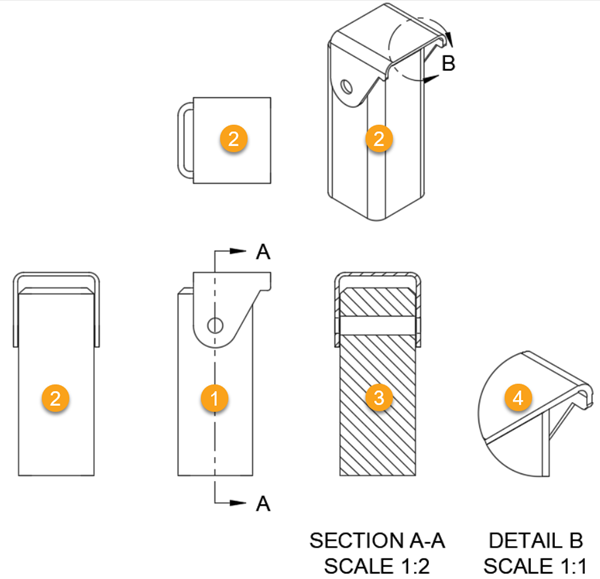 B
2
2
A
2
1
3
4
A
SECTION A-A
SCALE 1:2
DETAIL B
SCALE 1:1